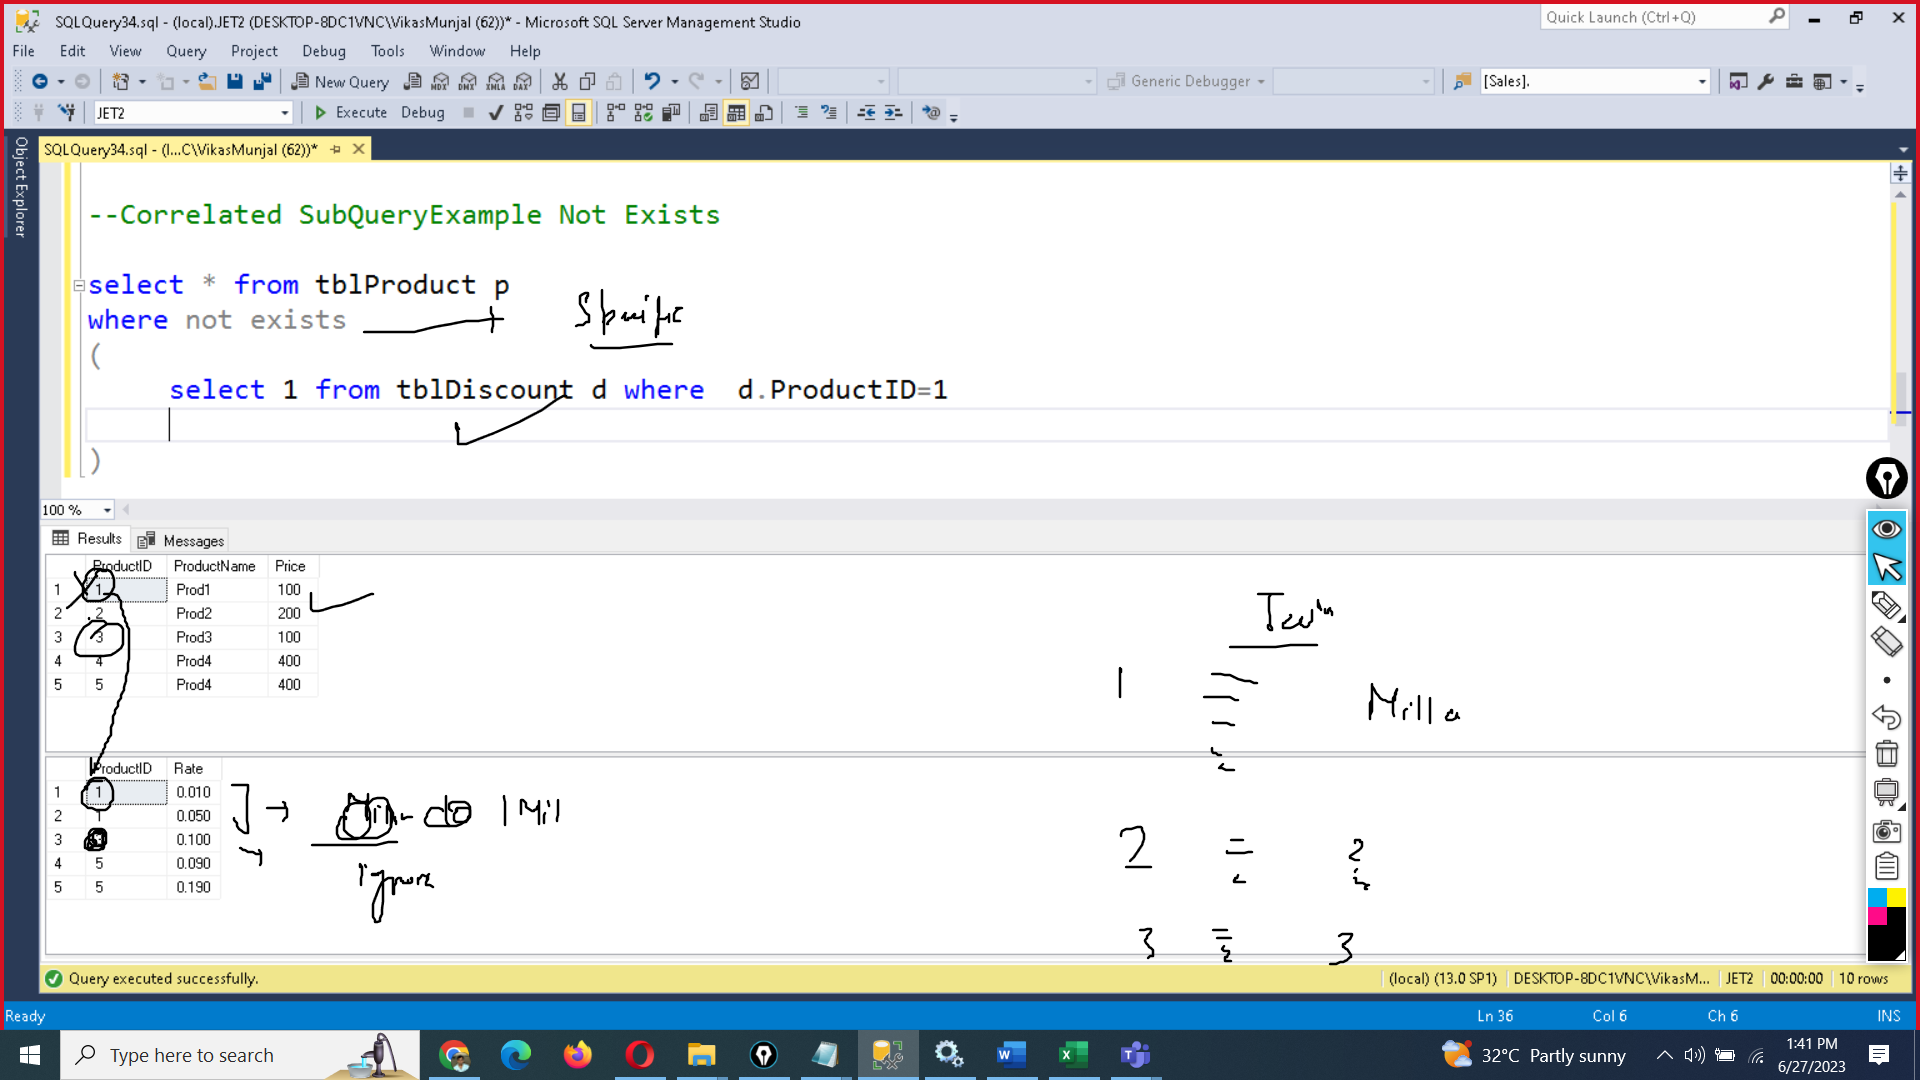 SQLQuery34.sql - (local).JET2 (DESKTOP-8DC1VNC\VikasMunjal (62))* - Microsoft SQL Server Management Studio
Quick Launch (Ctrl+Q)
File Edit View Query Project Debug Tools Window Help
New Query MDX DMX XMLA DAX Generic Debugger [Sales].
JET2 Execute Debug
Object Explorer
SQLQuery34.sql - (l...C\VikasMunjal (62))*
--Correlated SubQueryExample Not Exists
select * from tblProduct p
where not exists
(
select 1 from tblDiscount d where d.ProductID=1
)
100 %
Results Messages
ProductID ProductName Price
1 1 Prod1 100
2 2 Prod2 200
3 3 Prod3 100
4 4 Prod4 400
5 5 Prod4 400
1
ProductID Rate
1 1 0.010
2 1 0.050
3 0.100
4 5 0.090
5 5 0.190
1 Mil
ignore
2 = 2
3 3
Query executed successfully.
(local) (13.0 SP1) DESKTOP-8DC1VNC\VikasM... JET2 00:00:00 10 rows
Ready Ln 36 Col 6 Ch 6 INS
Type here to search
32°C Partly sunny
1:41 PM
6/27/2023